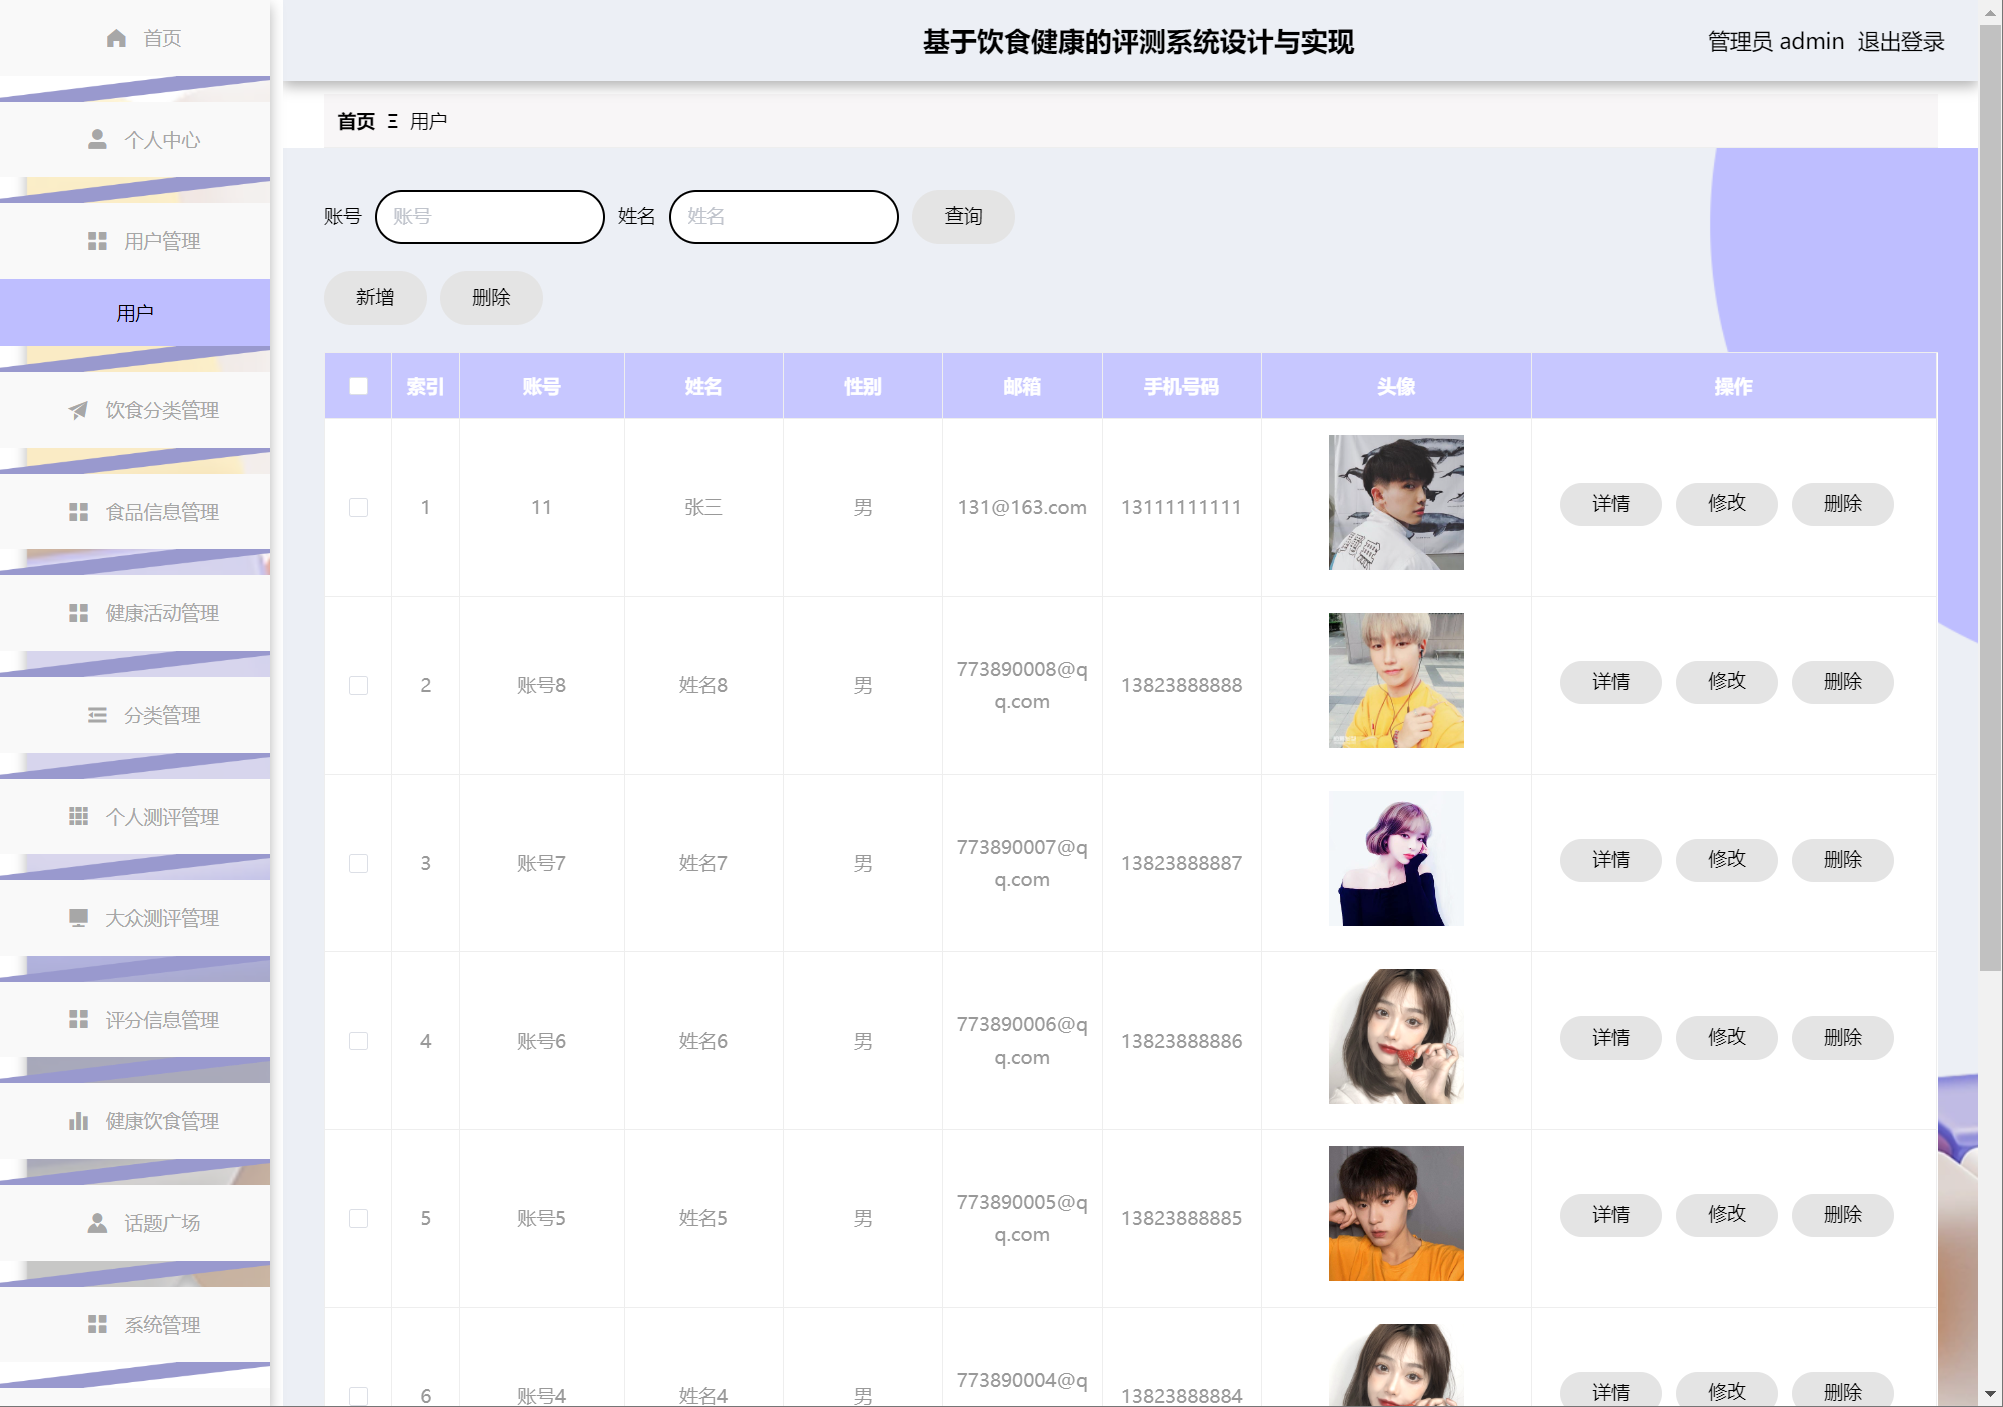 首页
个人中心
用户管理
用户
饮食分类管理
食品信息管理
健康活动管理
分类管理
个人测评管理
大众测评管理
评分信息管理
健康饮食管理
话题广场
系统管理
基于饮食健康的评测系统设计与实现
管理员 admin 退出登录
首页 Ξ 用户
账号 账号 姓名 姓名 查询
新增 删除
索引 账号 姓名 性别 邮箱 手机号码 头像 操作
1 11 张三 男 131@163.com 13111111111 详情 修改 删除
2 账号8 姓名8 男 773890008@q
q.com 13823888888 详情 修改 删除
3 账号7 姓名7 男 773890007@q
q.com 13823888887 详情 修改 删除
4 账号6 姓名6 男 773890006@q
q.com 13823888886 详情 修改 删除
5 账号5 姓名5 男 773890005@q
q.com 13823888885 详情 修改 删除
6 账号4 姓名4 男 773890004@q
13823888884 详情 修改 删除